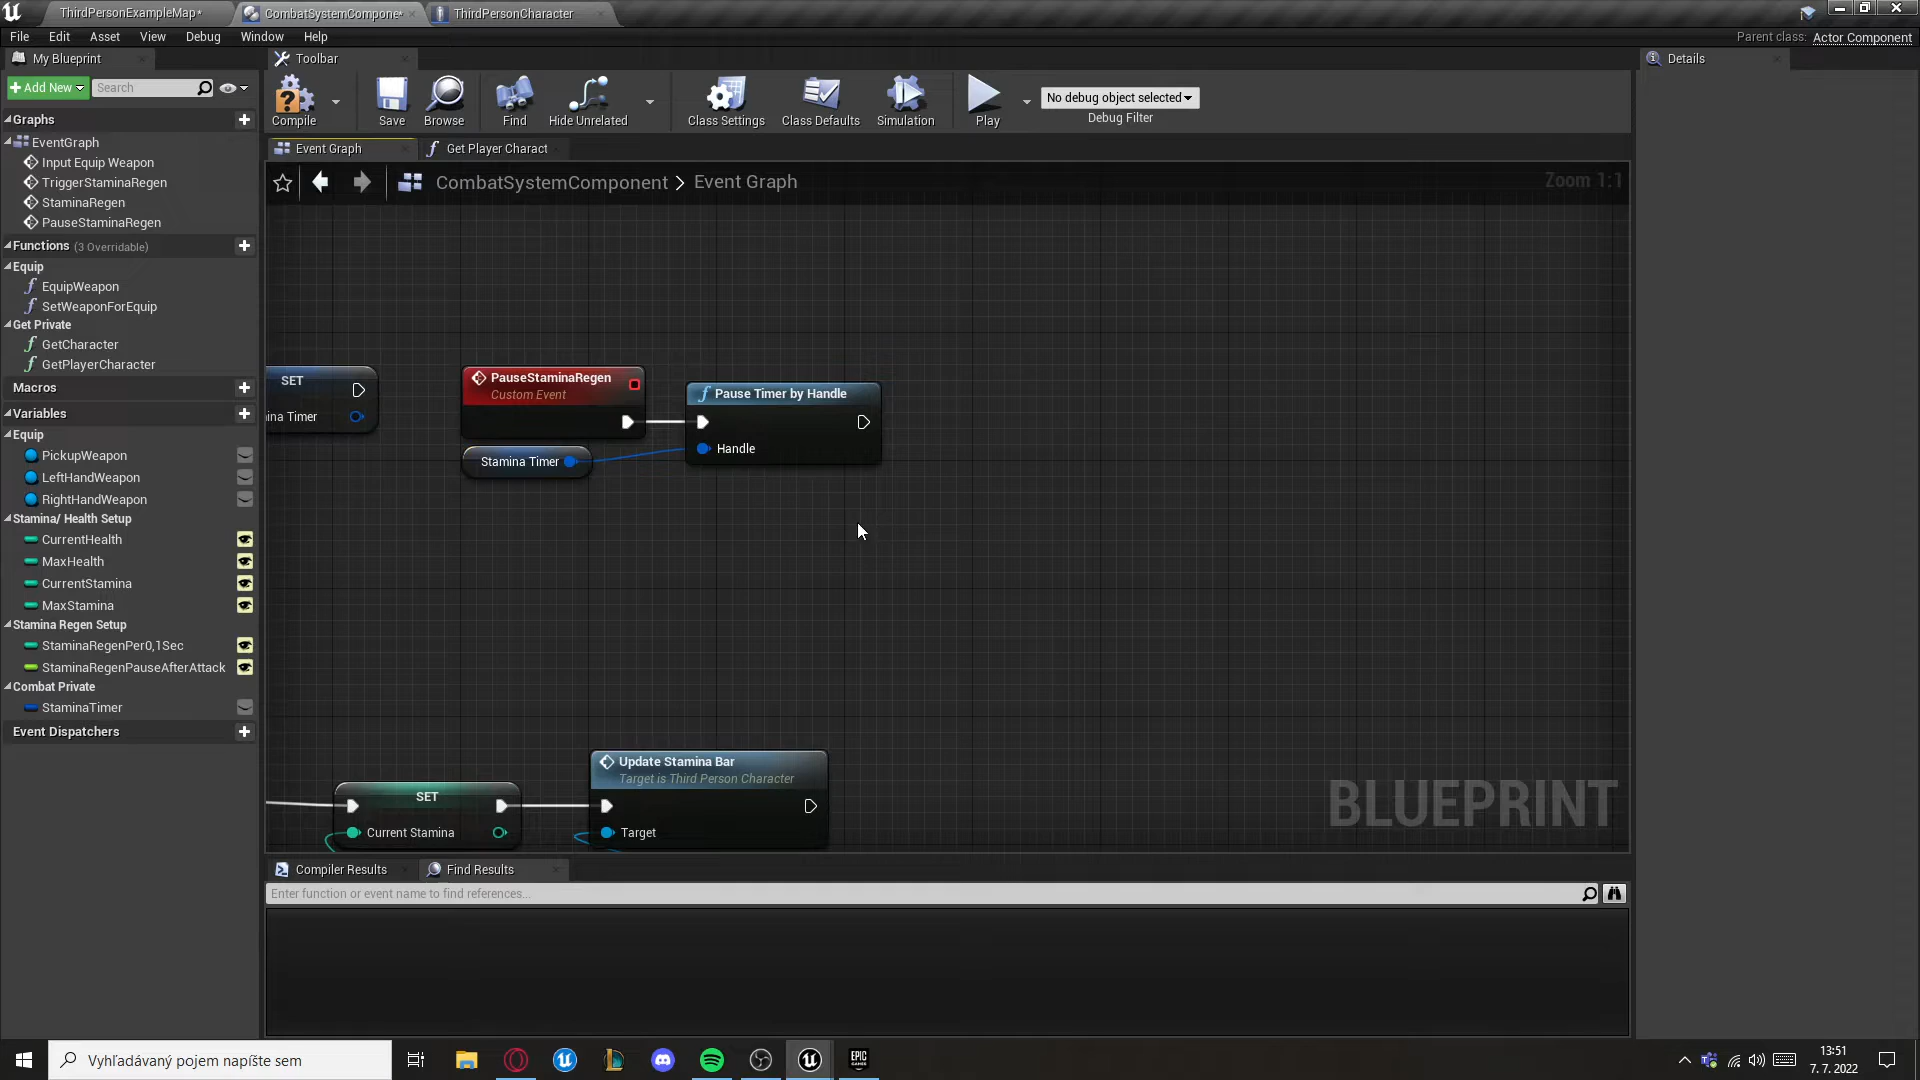 ThirdPersonExampleMap*
CombatSystemCompone*
ThirdPersonCharacter
File Edit Asset View Debug Window Help
Parent class: Actor Component
My Blueprint
Toolbar
Details
Add New
Search
Compile
Save
Browse
Find
Hide Unrelated
Class Settings
Class Defaults
Simulation
Play
No debug object selected
Debug Filter
Graphs
EventGraph
Input Equip Weapon
TriggerStaminaRegen
StaminaRegen
PauseStaminaRegen
Functions (3 Overridable)
Equip
EquipWeapon
SetWeaponForEquip
Get Private
GetCharacter
GetPlayerCharacter
Macros
Variables
Equip
PickupWeapon
LeftHandWeapon
RightHandWeapon
Stamina/ Health Setup
CurrentHealth
MaxHealth
CurrentStamina
MaxStamina
Stamina Regen Setup
StaminaRegenPer0,1Sec
StaminaRegenPauseAfterAttack
Combat Private
StaminaTimer
Event Dispatchers
Event Graph
Get Player Charact
CombatSystemComponent > Event Graph
Zoom 1:1
SET
ina Timer
PauseStaminaRegen
Custom Event
Stamina Timer
Pause Timer by Handle
Handle
SET
Current Stamina
Update Stamina Bar
Target is Third Person Character
Target
BLUEPRINT
Compiler Results
Find Results
Enter function or event name to find references...
Vyhľadávaný pojem napíšte sem
EPIC
GAMES
13:51
7. 7. 2022